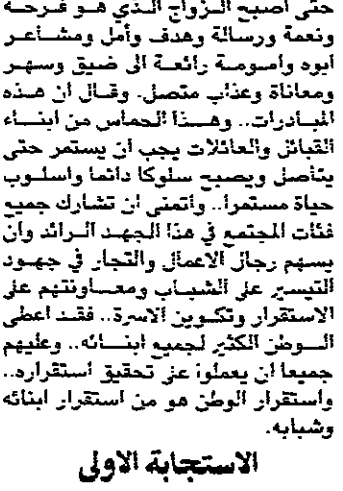 حتى أصبح الزواج الذي هو فرحة
ونعمة ورسالة وهدف وأمل ومشاعر
ابوه وامومة رائعة الى ضيق وسهر
ومعاناة وعذاب متصل. وقال ان هذه
المبادرات.. وهذا الحماس من ابناء
القبائل والعائلات يجب ان يستمر حتى
يتأصل ويصبح سلوكا دائما واسلوب
حياة مستمرا.. واتمنى ان تشارك جميع
فئات المجتمع في هذا الجهد الرائد وان
يسهم رجال الاعمال والتجار في جهود
التيسير على الشباب ومعاونتهم على
الاستقرار وتكوين الاسرة.. فقد اعطى
الوطن الكثير لجميع ابنائه.. وعليهم
جميعا ان يعملوا على تحقيق استقراره..
واستقرار الوطن هو من استقرار ابنائه
وشبابه.
الاستجابة الاولى